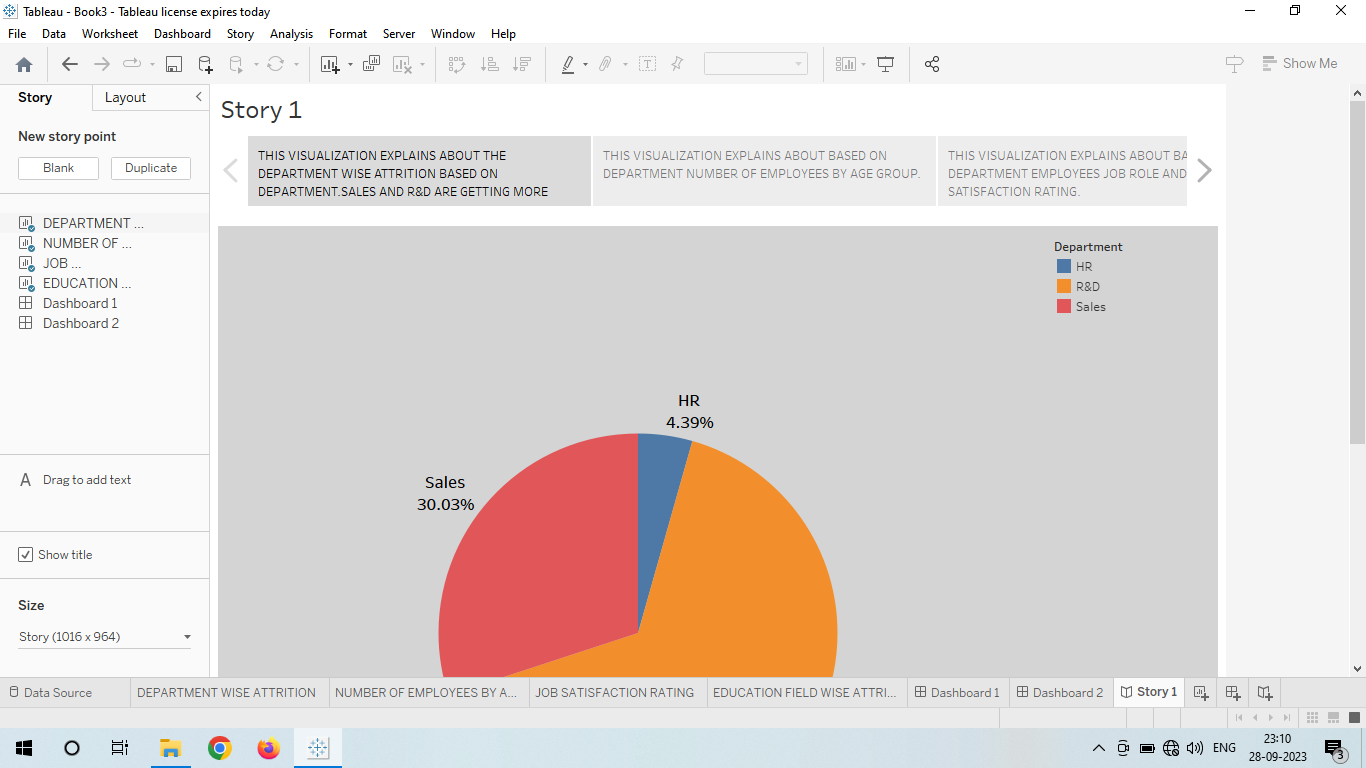 Tableau - Book3 - Tableau license expires today
File Data Worksheet Dashboard Story Analysis Format Server Window Help
Show Me
Story Layout
New story point
Blank Duplicate
DEPARTMENT ...
NUMBER OF ...
JOB ...
EDUCATION ...
Dashboard 1
Dashboard 2
A Drag to add text
Show title
Size
Story (1016 x 964)
Story 1
THIS VISUALIZATION EXPLAINS ABOUT THE
DEPARTMENT WISE ATTRITION BASED ON
DEPARTMENT.SALES AND R&D ARE GETTING MORE
THIS VISUALIZATION EXPLAINS ABOUT BASED ON
DEPARTMENT NUMBER OF EMPLOYEES BY AGE GROUP.
THIS VISUALIZATION EXPLAINS ABOUT BA
DEPARTMENT EMPLOYEES JOB ROLE AND
SATISFACTION RATING.
Department
HR
R&D
Sales
HR
4.39%
Sales
30.03%
Data Source DEPARTMENT WISE ATTRITION NUMBER OF EMPLOYEES BY A... JOB SATISFACTION RATING EDUCATION FIELD WISE ATTRI... Dashboard 1 Dashboard 2 Story 1
ENG
23:10
28-09-2023
3